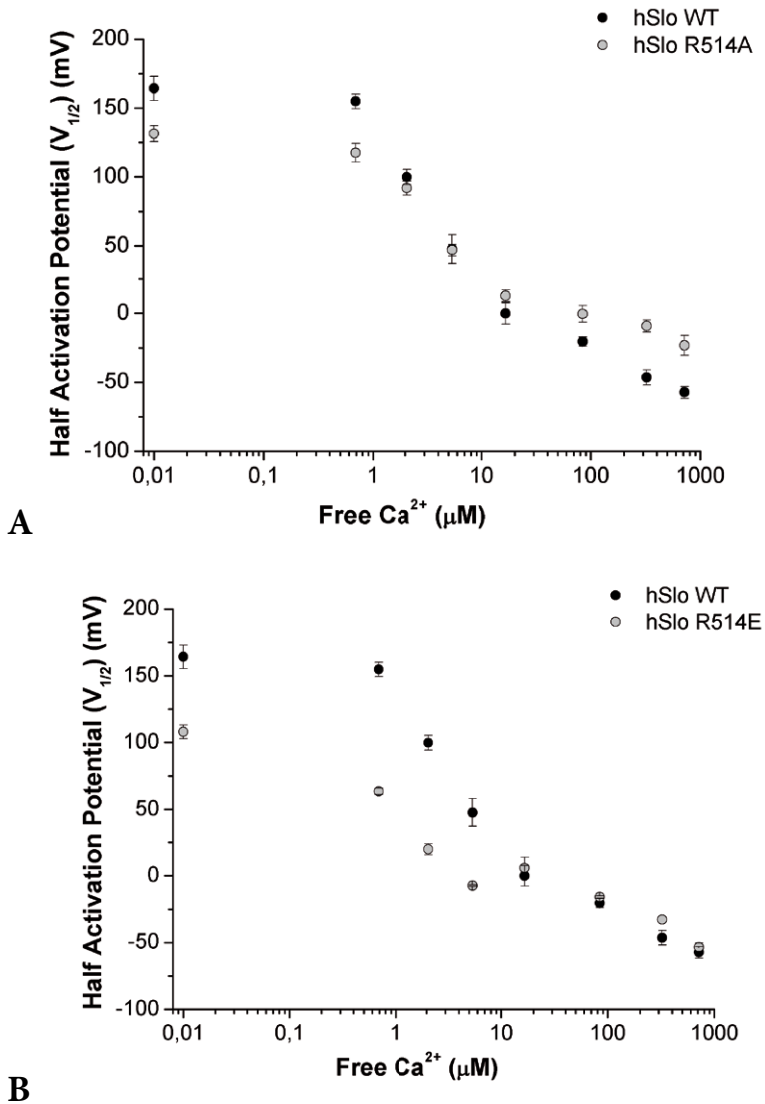 hSlo WT
hSlo R514A
200
150
100
50
0
-50
-100
Half Activation Potential (V1/2) (mV)
0,01 0,1 1 10 100 1000
Free Ca2+ (μM)
A
hSlo WT
hSlo R514E
200
150
100
50
0
-50
-100
Half Activation Potential (V1/2) (mV)
0,01 0,1 1 10 100 1000
Free Ca2+ (μM)
B